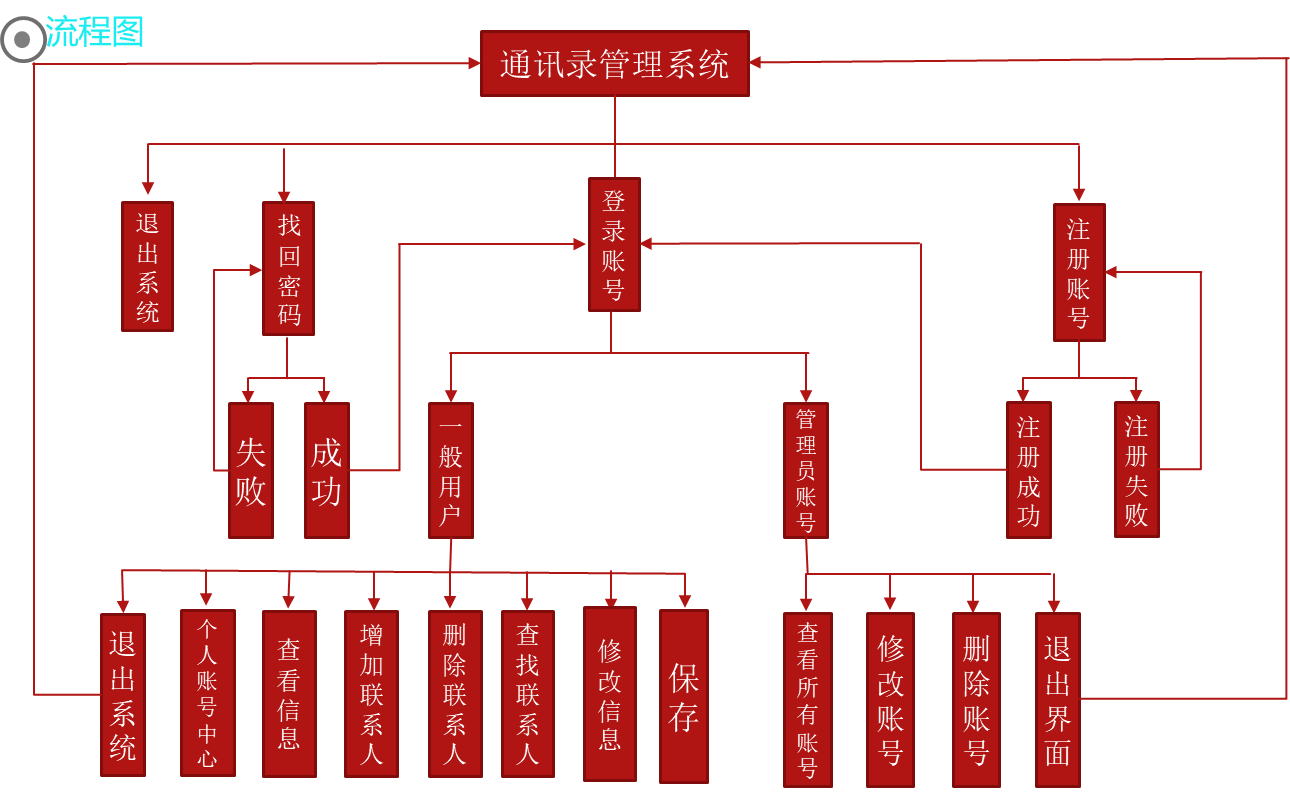 流程图
通讯录管理系统
退出系统
找回密码
登录账号
注册账号
失败
成功
一般用户
管理员账号
注册成功
注册失败
退出系统
个人账号中心
查看信息
增加联系人
删除联系人
查找联系人
修改信息
保存
查看所有账号
修改账号
删除账号
退出界面